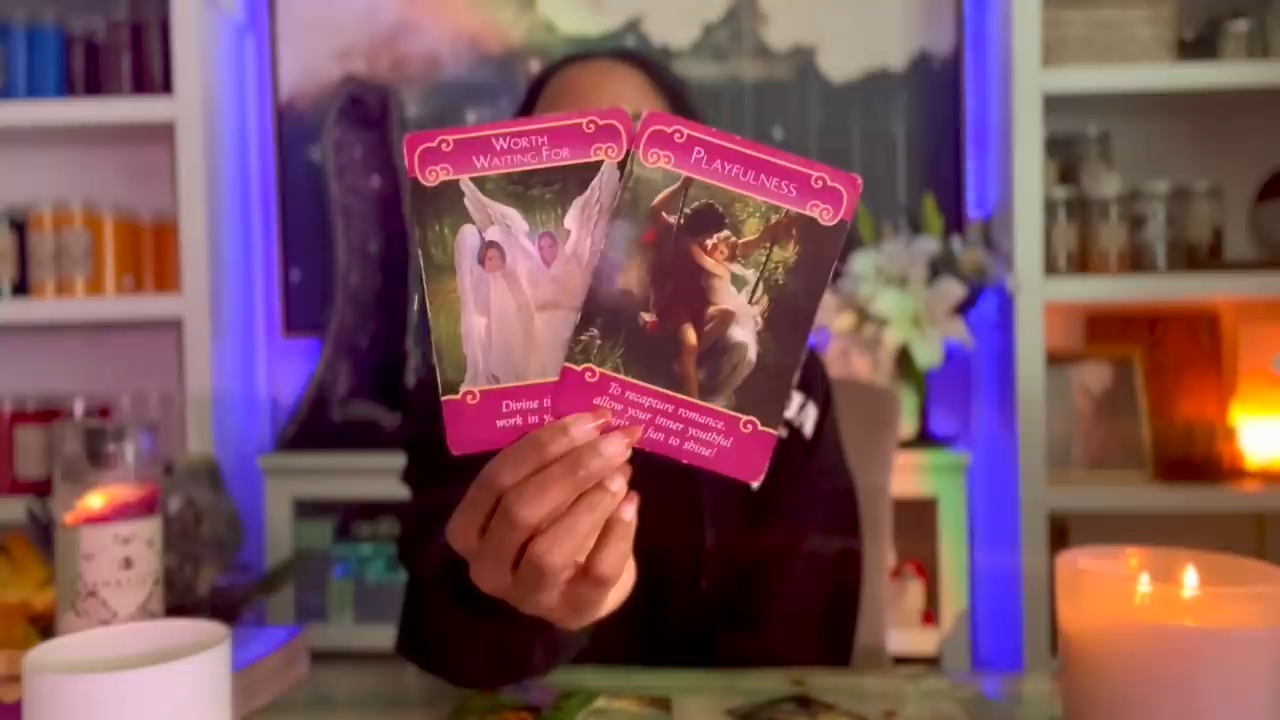 WORTH
WAITING FOR
Divine ti
work in y
PLAYFULNESS
To recapture romance,
allow your inner youthful
fun to shine!